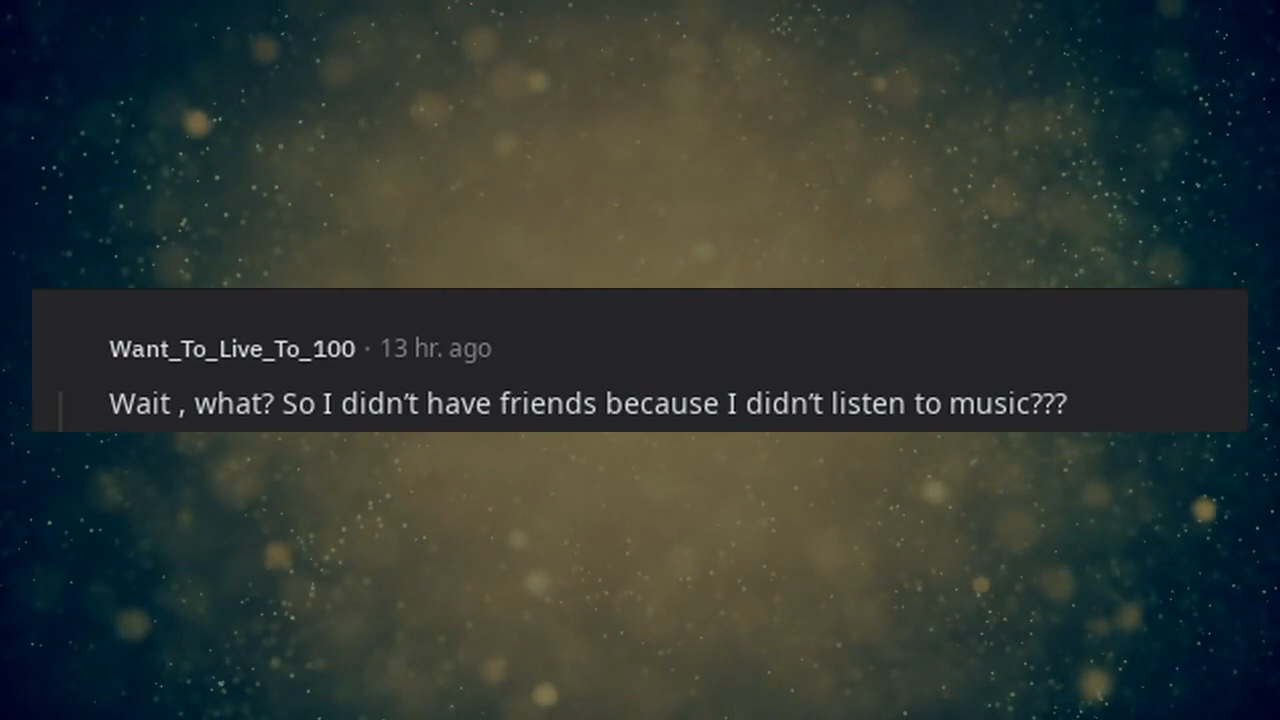 Want_To_Live_To_100 · 13 hr. ago
Wait , what? So I didn’t have friends because I didn’t listen to music???